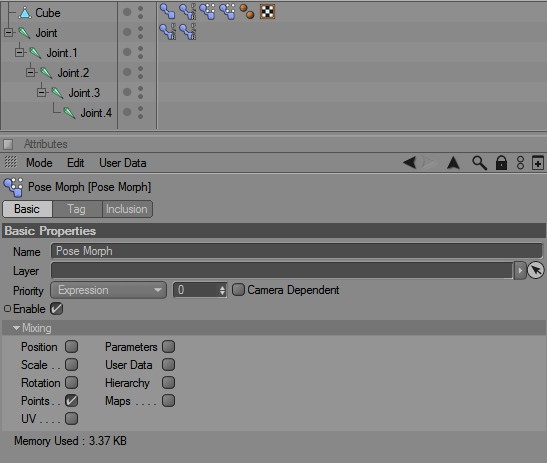 Cube
Joint
Joint.1
Joint.2
Joint.3
Joint.4
Attributes
Mode Edit User Data
Pose Morph [Pose Morph]
Basic Tag Inclusion
Basic Properties
Name Pose Morph
Layer
Priority Expression 0 Camera Dependent
Enable
Mixing
Position Parameters
Scale . . User Data
Rotation Hierarchy
Points . . Maps . . . .
UV . . . .
Memory Used : 3.37 KB